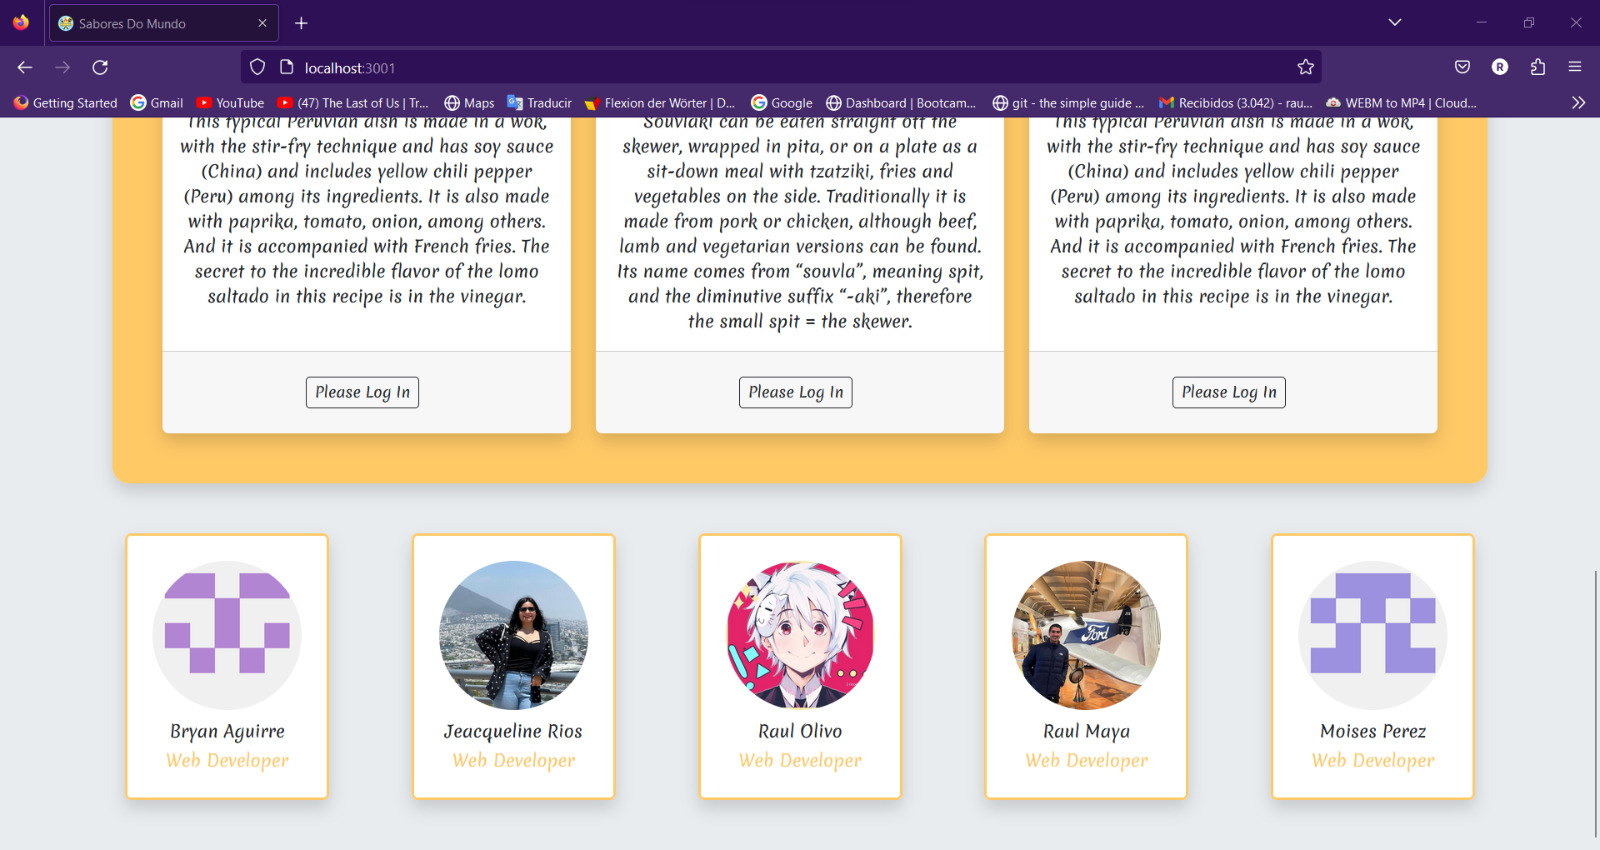 Sabores Do Mundo
localhost:3001
Getting Started
Gmail
YouTube
(47) The Last of Us | Tr...
Maps
Traducir
Flexion der Wörter | D...
Google
Dashboard | Bootcam...
git - the simple guide ...
Recibidos (3.042) - rau...
WEBM to MP4 | Cloud...
This typical Peruvian dish is made in a wok,
with the stir-fry technique and has soy sauce
(China) and includes yellow chili pepper
(Peru) among its ingredients. It is also made
with paprika, tomato, onion, among others.
And it is accompanied with French fries. The
secret to the incredible flavor of the lomo
saltado in this recipe is in the vinegar.
Please Log In
Souvlaki can be eaten straight off the
skewer, wrapped in pita, or on a plate as a
sit-down meal with tzatziki, fries and
vegetables on the side. Traditionally it is
made from pork or chicken, although beef,
lamb and vegetarian versions can be found.
Its name comes from “souvla”, meaning spit,
and the diminutive suffix “-aki”, therefore
the small spit = the skewer.
Please Log In
This typical Peruvian dish is made in a wok,
with the stir-fry technique and has soy sauce
(China) and includes yellow chili pepper
(Peru) among its ingredients. It is also made
with paprika, tomato, onion, among others.
And it is accompanied with French fries. The
secret to the incredible flavor of the lomo
saltado in this recipe is in the vinegar.
Please Log In
Bryan Aguirre
Web Developer
Jeacqueline Rios
Web Developer
Raul Olivo
Web Developer
Ford
Raul Maya
Web Developer
Moises Perez
Web Developer
R